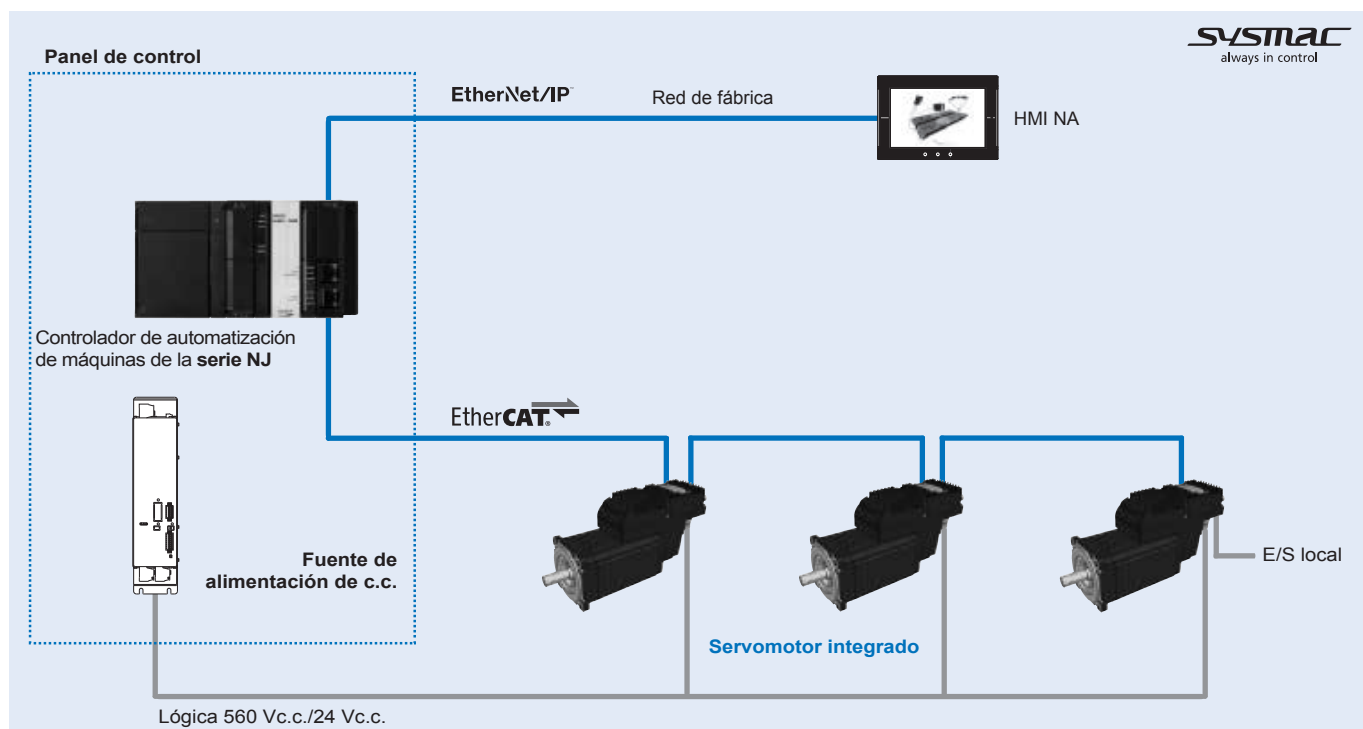 sysmac
always in control
Panel de control
EtherNet/IP™
Red de fábrica
HMI NA
Controlador de automatización
de máquinas de la serie NJ
EtherCAT®
Fuente de
alimentación de c.c.
E/S local
Servomotor integrado
Lógica 560 Vc.c./24 Vc.c.